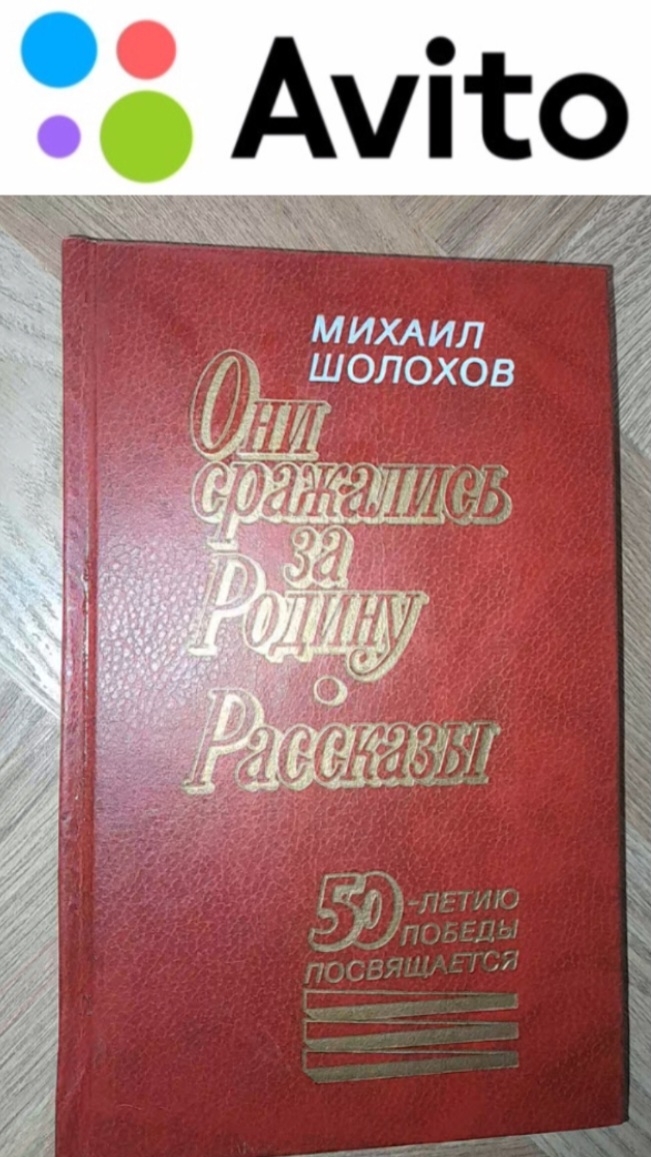 Avito
МИХАИЛ
ШОЛОХОВ
Они
сражались
за
Родину
Рассказы
50-ЛЕТИЮ
ПОБЕДЫ
ПОСВЯЩАЕТСЯ